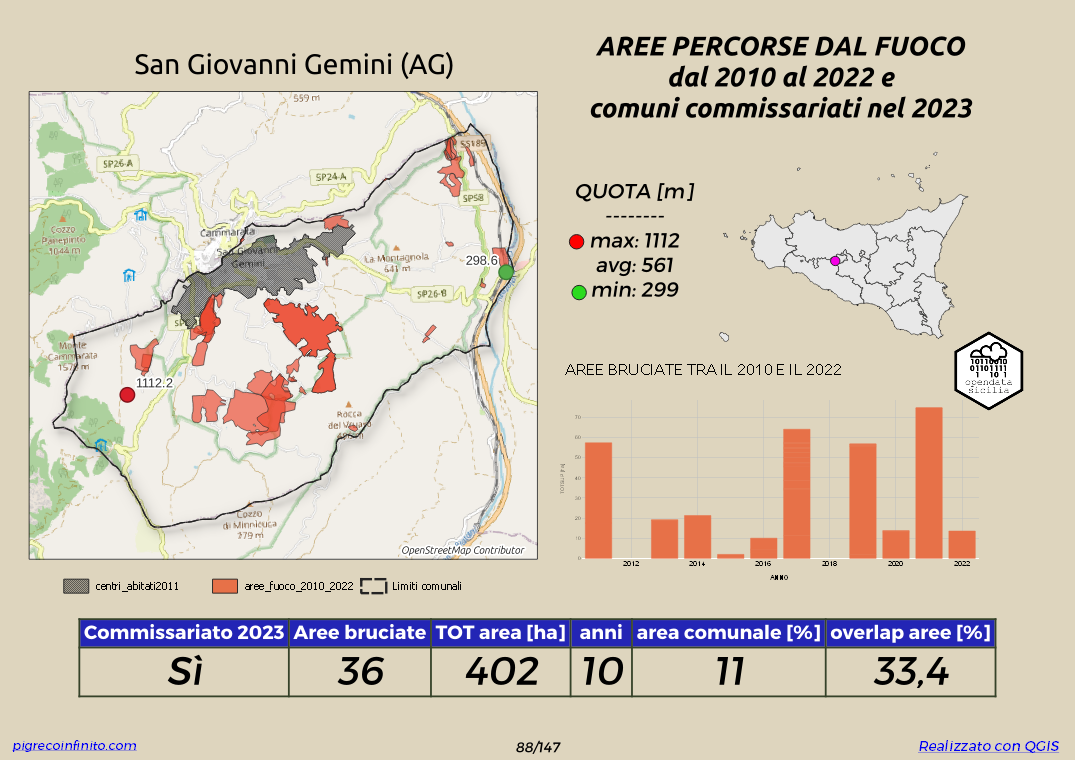 San Giovanni Gemini (AG)
AREE PERCORSE DAL FUOCO
dal 2010 al 2022 e
comuni commissariati nel 2023
559 m
SS189
SP26-A
SP24-A
SP58
Cozzo
Panepinto
1044 m
Cammarata
San Giovanni
Gemini
La Montagnola
641 m
298.6
SP26-B
Monte
Cammarata
1578 m
1112.2
Rocca
Cozzo
di Minnicuca
279 m
OpenStreetMap Contributor
QUOTA [m]
--------
max: 1112
avg: 561
min: 299
10110010
01101111
1 10 1
opendata
sicilia
AREE BRUCIATE TRA IL 2010 E IL 2022
70
60
50
40
30
20
10
0
2012
2014
2016
2018
2020
2022
ANNO
centri_abitati2011
aree_fuoco_2010_2022
Limiti comunali
Commissariato 2023 Aree bruciate TOT area [ha] anni area comunale [%] overlap aree [%]
Sì 36 402 10 11 33,4
pigrecoinfinito.com
88/147
Realizzato con QGIS